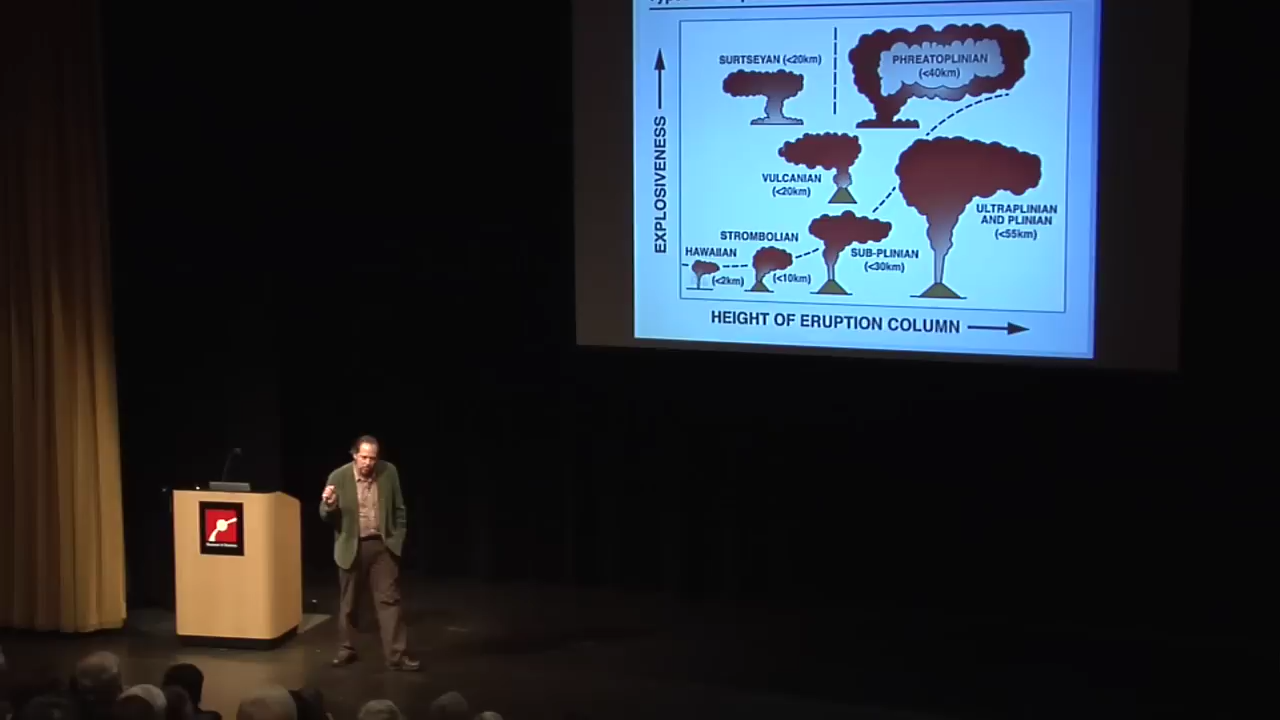 SURTSEYAN (<20km)
PHREATOPLINIAN
(<40km)
VULCANIAN
(<20km)
ULTRAPLINIAN
AND PLINIAN
(<55km)
STROMBOLIAN
(<10km)
HAWAIIAN
(<2km)
SUB-PLINIAN
(<30km)
EXPLOSIVENESS
HEIGHT OF ERUPTION COLUMN